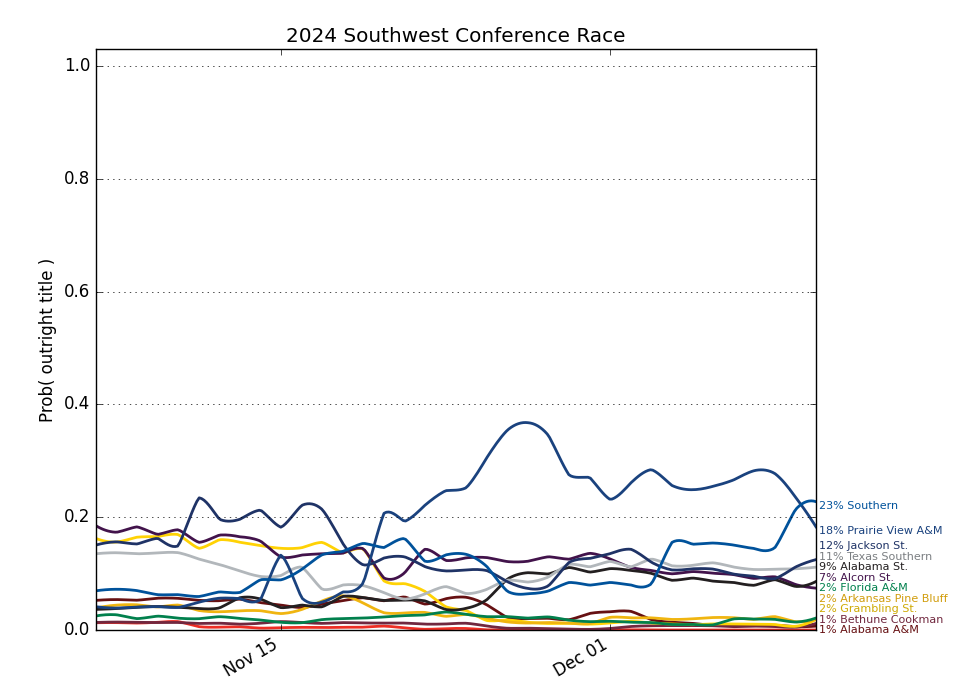 2024 Southwest Conference Race
Prob( outright title )
1.0
0.8
0.6
0.4
0.2
0.0
Nov 15
Dec 01
23% Southern
18% Prairie View A&M
12% Jackson St.
11% Texas Southern
9% Alabama St.
7% Alcorn St.
2% Florida A&M
2% Arkansas Pine Bluff
2% Grambling St.
1% Bethune Cookman
1% Alabama A&M